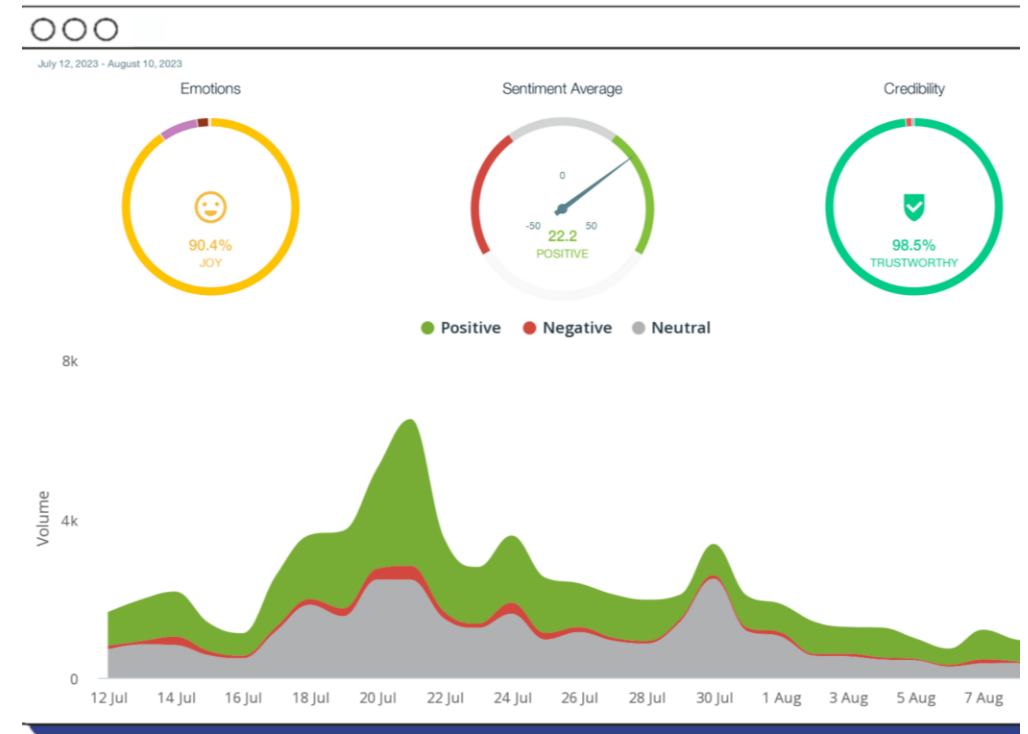 July 12, 2023 - August 10, 2023
Emotions
Sentiment Average
Credibility
90.4%
JOY
0
-50
50
22.2
POSITIVE
98.5%
TRUSTWORTHY
Positive
Negative
Neutral
8k
4k
0
Volume
12 Jul 14 Jul 16 Jul 18 Jul 20 Jul 22 Jul 24 Jul 26 Jul 28 Jul 30 Jul 1 Aug 3 Aug 5 Aug 7 Aug